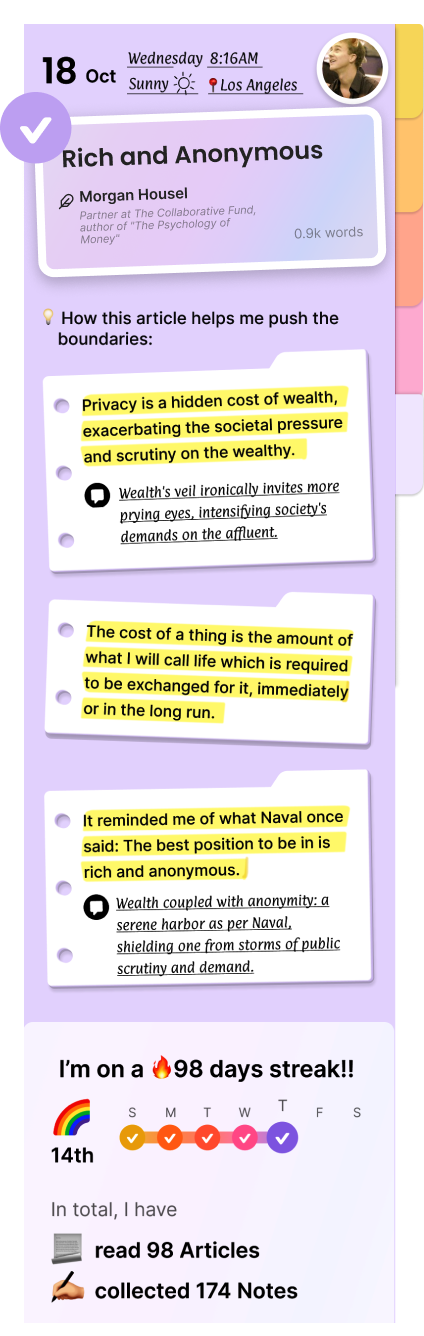 18 Oct
Wednesday 8:16AM
Sunny
Los Angeles
Rich and Anonymous
Morgan Housel
Partner at The Collaborative Fund,
author of "The Psychology of
Money"
0.9k words
How this article helps me push the
boundaries:
Privacy is a hidden cost of wealth,
exacerbating the societal pressure
and scrutiny on the wealthy.
Wealth's veil ironically invites more
prying eyes, intensifying society's
demands on the affluent.
The cost of a thing is the amount of
what I will call life which is required
to be exchanged for it, immediately
or in the long run.
It reminded me of what Naval once
said: The best position to be in is
rich and anonymous.
Wealth coupled with anonymity: a
serene harbor as per Naval,
shielding one from storms of public
scrutiny and demand.
I'm on a 🔥98 days streak!!
S M T W T F S
14th
In total, I have
read 98 Articles
collected 174 Notes